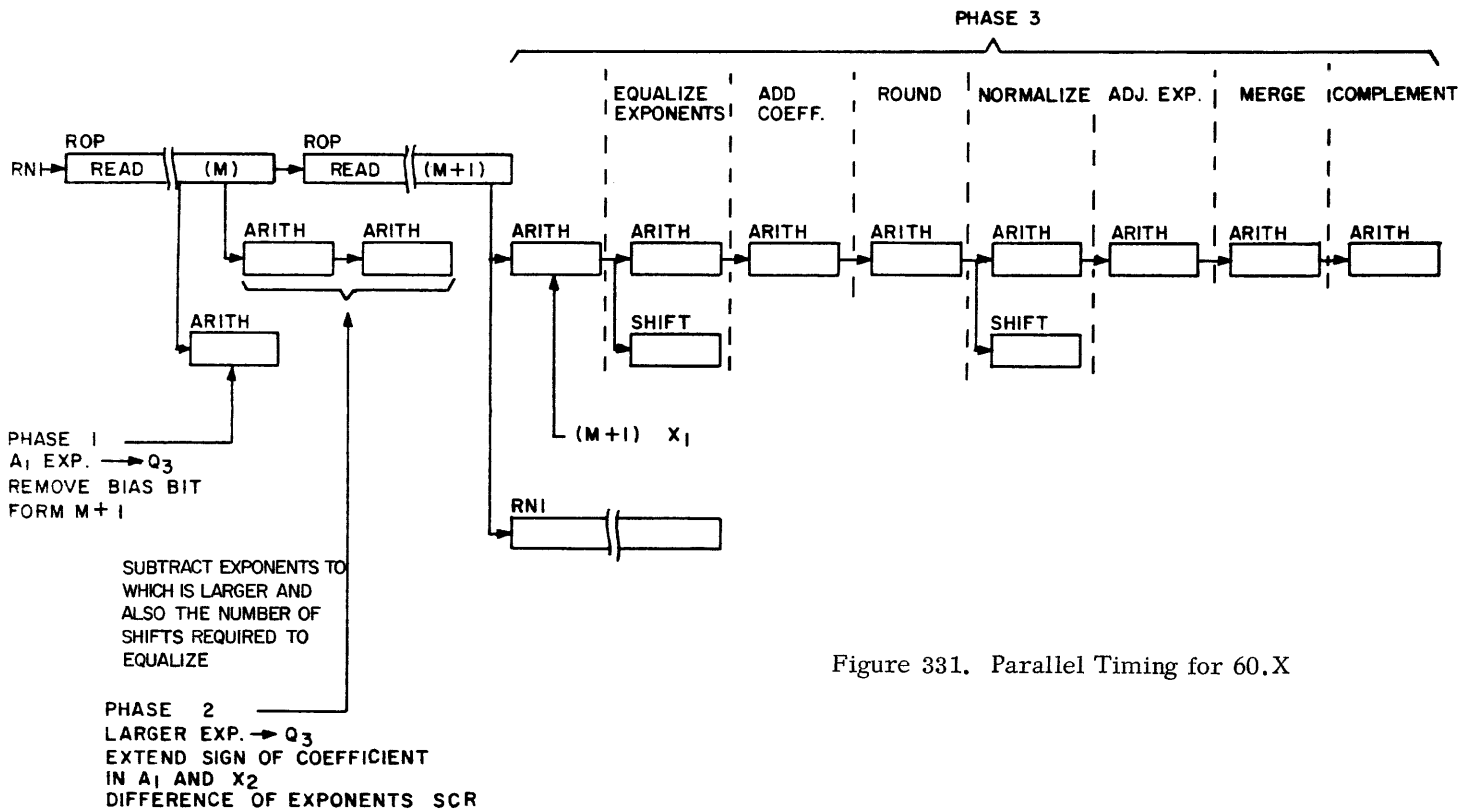 PHASE 3
EQUALIZE
EXPONENTS
ADD
COEFF.
ROUND
NORMALIZE
ADJ. EXP.
MERGE
COMPLEMENT
RNI
ROP
READ
(M)
ROP
READ
(M+1)
ARITH
ARITH
ARITH
ARITH
ARITH
ARITH
ARITH
ARITH
ARITH
ARITH
ARITH
SHIFT
SHIFT
(M+1) X1
RNI
PHASE 1
A1 EXP. → Q3
REMOVE BIAS BIT
FORM M+1
SUBTRACT EXPONENTS TO
WHICH IS LARGER AND
ALSO THE NUMBER OF
SHIFTS REQUIRED TO
EQUALIZE
PHASE 2
LARGER EXP. → Q3
EXTEND SIGN OF COEFFICIENT
IN A1 AND X2
DIFFERENCE OF EXPONENTS SCR
Figure 331. Parallel Timing for 60.X